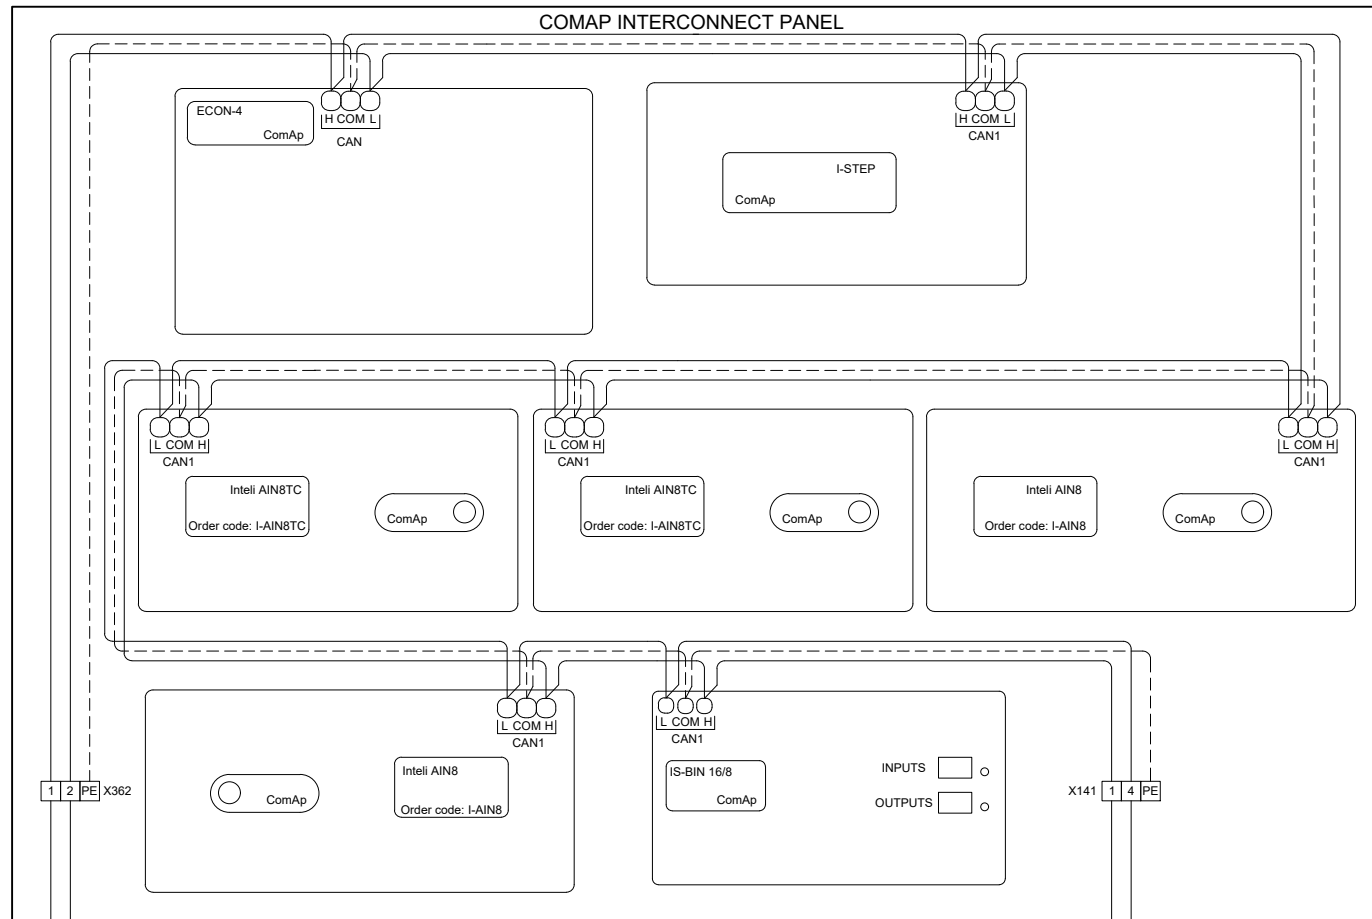 COMAP INTERCONNECT PANEL
ECON-4
ComAp
H COM L
CAN
H COM L
CAN1
I-STEP
ComAp
L COM H
CAN1
Inteli AIN8TC
Order code: I-AIN8TC
ComAp
L COM H
CAN1
Inteli AIN8TC
Order code: I-AIN8TC
ComAp
L COM H
CAN1
Inteli AIN8
Order code: I-AIN8
ComAp
L COM H
CAN1
Inteli AIN8
Order code: I-AIN8
ComAp
L COM H
CAN1
IS-BIN 16/8
ComAp
INPUTS
OUTPUTS
1 2 PE X362
X141 1 4 PE